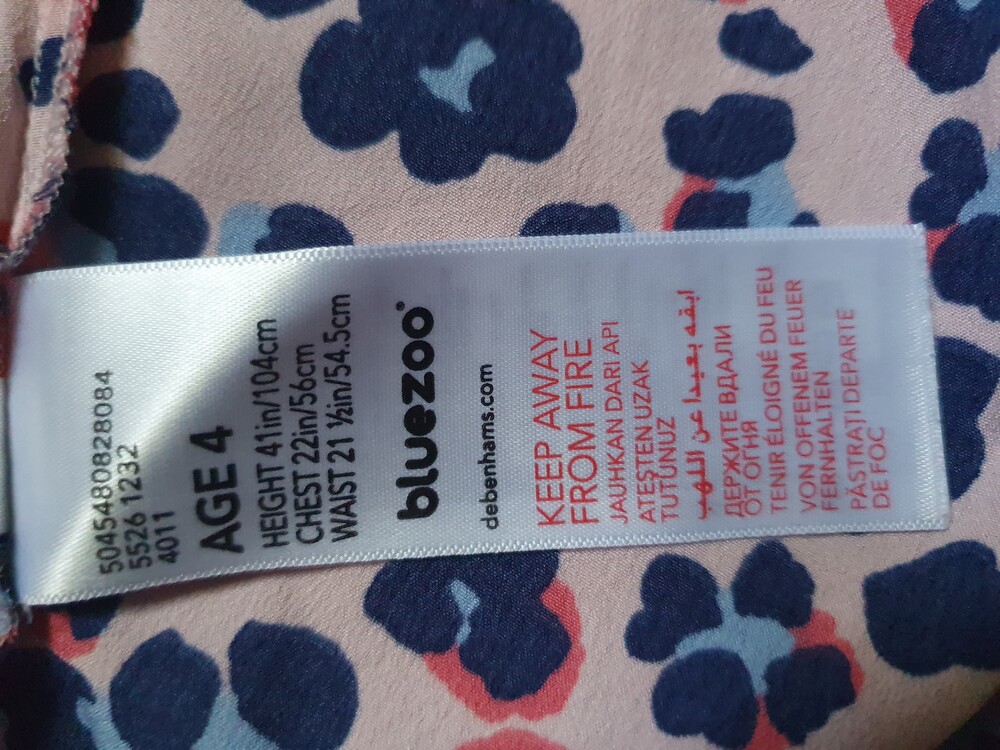 5045480828084
5526 1232
4011
AGE 4
HEIGHT 41in/104cm
CHEST 22in/56cm
WAIST 21 ½in/54.5cm
bluezoo®
debenhams.com
KEEP AWAY
FROM FIRE
JAUHKAN DARI API
ATEŞTEN UZAK
TUTUNUZ
ابقه بعيدا عن اللهب
ДЕРЖИТЕ ВДАЛИ
ОТ ОГНЯ
TENIR ÉLOIGNÉ DU FEU
VON OFFENEM FEUER
FERNHALTEN
PĂSTRAŢI DEPARTE
DE FOC